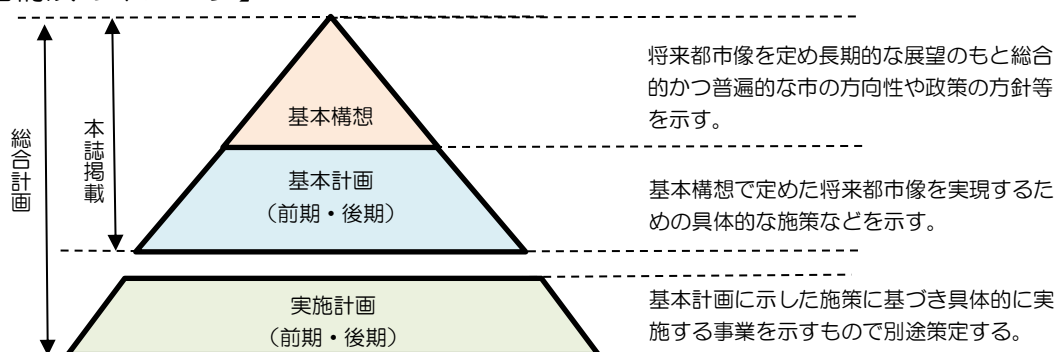 総合計画
本誌掲載
基本構想
将来都市像を定め長期的な展望のもと総合
的かつ普遍的な市の方向性や政策の方針等
を示す。
基本計画
（前期・後期）
基本構想で定めた将来都市像を実現するた
めの具体的な施策などを示す。
実施計画
（前期・後期）
基本計画に示した施策に基づき具体的に実
施する事業を示すもので別途策定する。